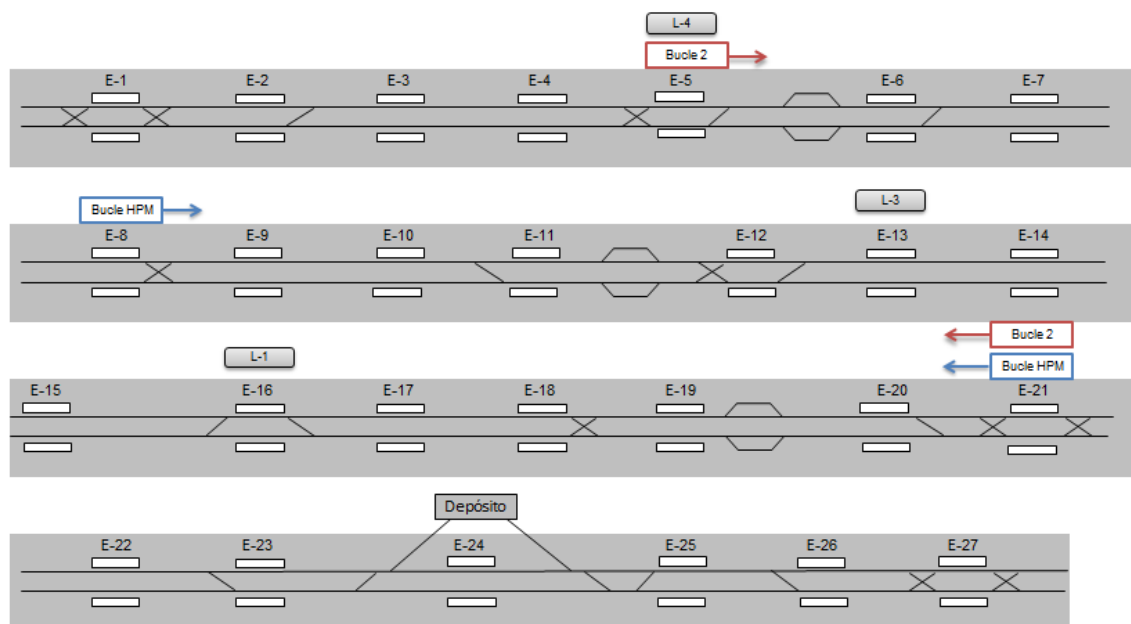 L-4
Bucle 2
E-1 E-2 E-3 E-4 E-5 E-6 E-7
Bucle HPM L-3
E-8 E-9 E-10 E-11 E-12 E-13 E-14
Bucle 2
L-1 Bucle HPM
E-15 E-16 E-17 E-18 E-19 E-20 E-21
Depósito
E-22 E-23 E-24 E-25 E-26 E-27